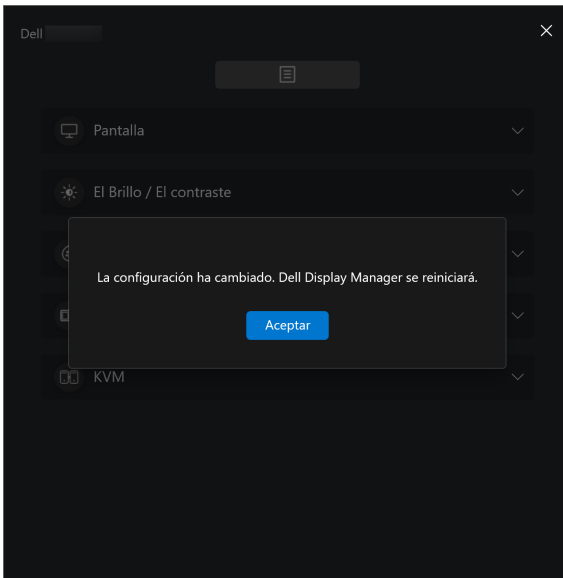 Dell
Pantalla
El Brillo / El contraste
La configuración ha cambiado. Dell Display Manager se reiniciará.
Aceptar
KVM